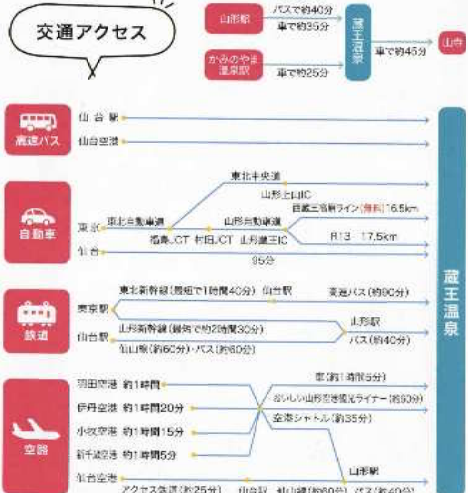 交通アクセス
山形駅
バスで約40分
車で約35分
かみのやま
温泉駅
車で約25分
蔵王温泉
車で約45分
山寺
高速バス
仙台駅
仙台空港
自動車
東北中央道
山形上山IC
西蔵王高原ライン(無料)16.5km
東京
東北自動車道
山形自動車道
福島JCT 村田JCT 山形蔵王IC
R13 17.5km
仙台
95分
鉄道
東京駅
東北新幹線(最短で1時間40分)
仙台駅
高速バス(約90分)
山形新幹線(最短で約2時間30分)
山形駅
仙台駅
仙山線(約60分)・バス(約60分)
バス(約40分)
空路
羽田空港 約1時間
車(約1時間5分)
伊丹空港 約1時間20分
おいしい山形空港観光ライナー(約60分)
小牧空港 約1時間15分
空港シャトル(約35分)
新千歳空港 約1時間5分
山形駅
仙台空港
アクセス鉄道(約25分)
仙台駅
仙山線(約60分)
バス(約40分)
蔵王温泉